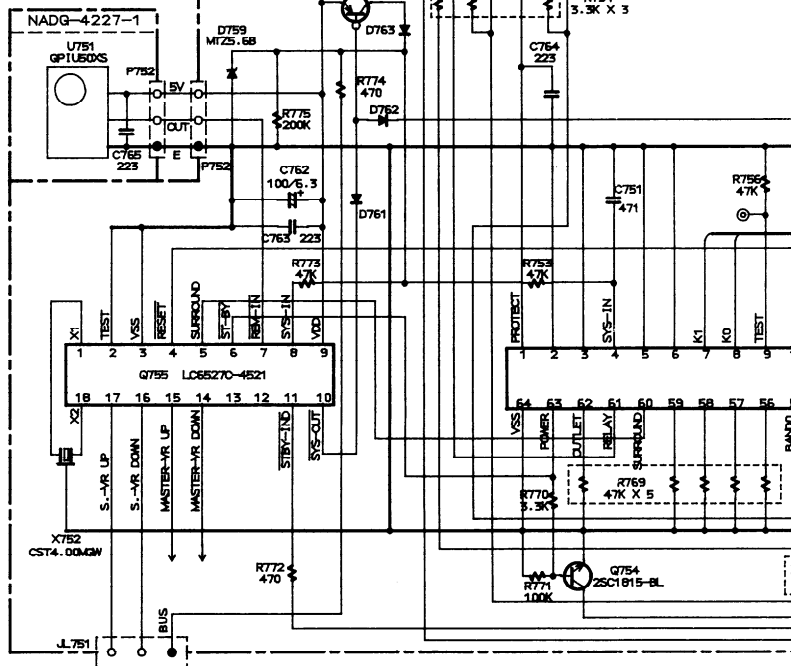 NADG-4227-1
U751
GPIU50XS
P752
5V
OUT
E
P752
C765
223
D759
MTZ5.6B
D763
R774
470
R775
200K
D762
C762
100/6.3
+
C763 223
D761
3.3K X 3
C764
223
C751
471
R756
47K
R773
47K
R753
47K
X1
TEST
VSS
RESET
SURROUND
ST-BY
REM-IN
SYS-IN
VDD
1 2 3 4 5 6 7 8 9
Q755 LC6527C-4521
18 17 16 15 14 13 12 11 10
X2
S.-VR UP
S.-VR DOWN
MASTER-VR UP
MASTER-VR DOWN
STBY-IND
SYS-OUT
PROTECT
SYS-IN
K1
K0
TEST
1 2 3 4 5 6 7 8 9
64 63 62 61 60 59 58 57 56
VSS
POWER
OUTLET
RELAY
SURROUND
BAND0
R769
47K X 5
R770
3.3K
X752
CST4.00MGW
R772
470
R771
100K
Q754
2SC1815-BL
BUS
JL751